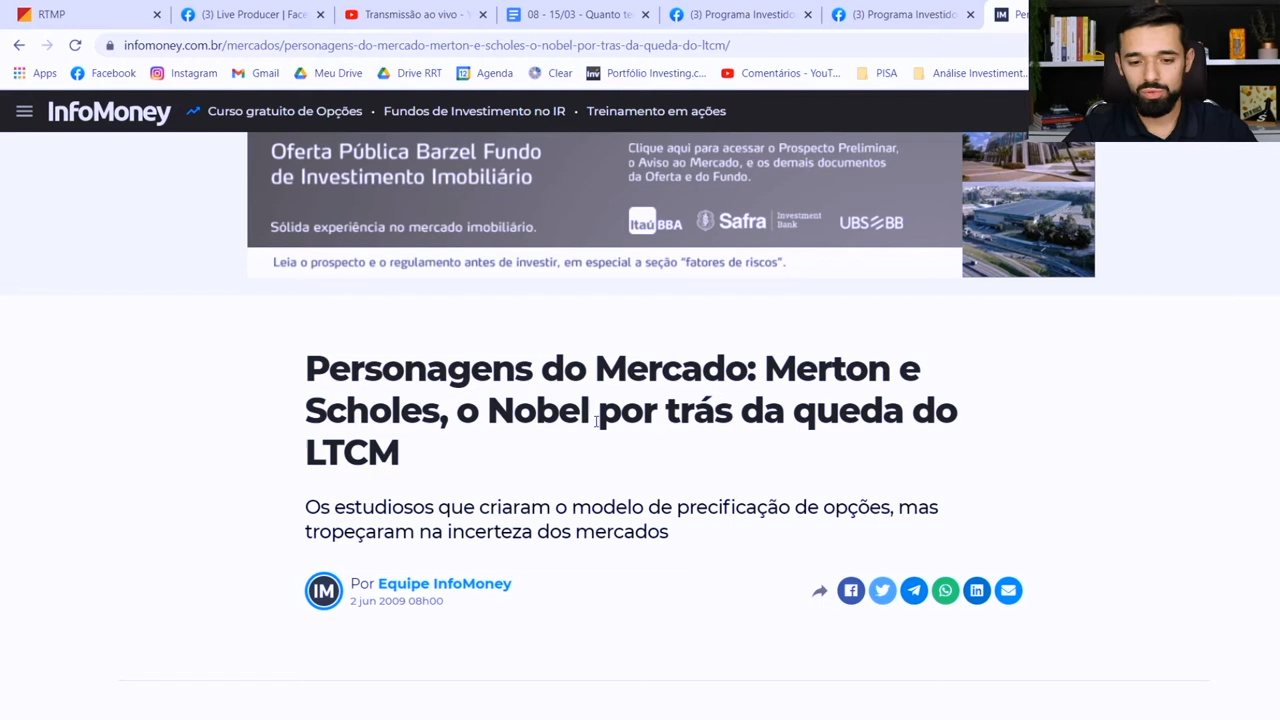 RTMP
(3) Live Producer | Face
Transmissão ao vivo - Y
08 - 15/03 - Quanto te
(3) Programa Investido
(3) Programa Investido
Pe
infomoney.com.br/mercados/personagens-do-mercado-merton-e-scholes-o-nobel-por-tras-da-queda-do-ltcm/
Apps
Facebook
Instagram
Gmail
Meu Drive
Drive RRT
Agenda
Clear
Portfólio Investing.c...
Comentários - YouT...
PISA
Análise Investiment...
InfoMoney
Curso gratuito de Opções • Fundos de Investimento no IR • Treinamento em ações
Oferta Pública Barzel Fundo
de Investimento Imobiliário
Sólida experiência no mercado imobiliário.
Clique aqui para acessar o Prospecto Preliminar,
o Aviso ao Mercado, e os demais documentos
da Oferta e do Fundo.
Itaú BBA
Safra Investment Bank
UBS BB
Leia o prospecto e o regulamento antes de investir, em especial a seção “fatores de riscos”.
Personagens do Mercado: Merton e
Scholes, o Nobel por trás da queda do
LTCM
Os estudiosos que criaram o modelo de precificação de opções, mas
tropeçaram na incerteza dos mercados
IM
Por Equipe InfoMoney
2 jun 2009 08h00